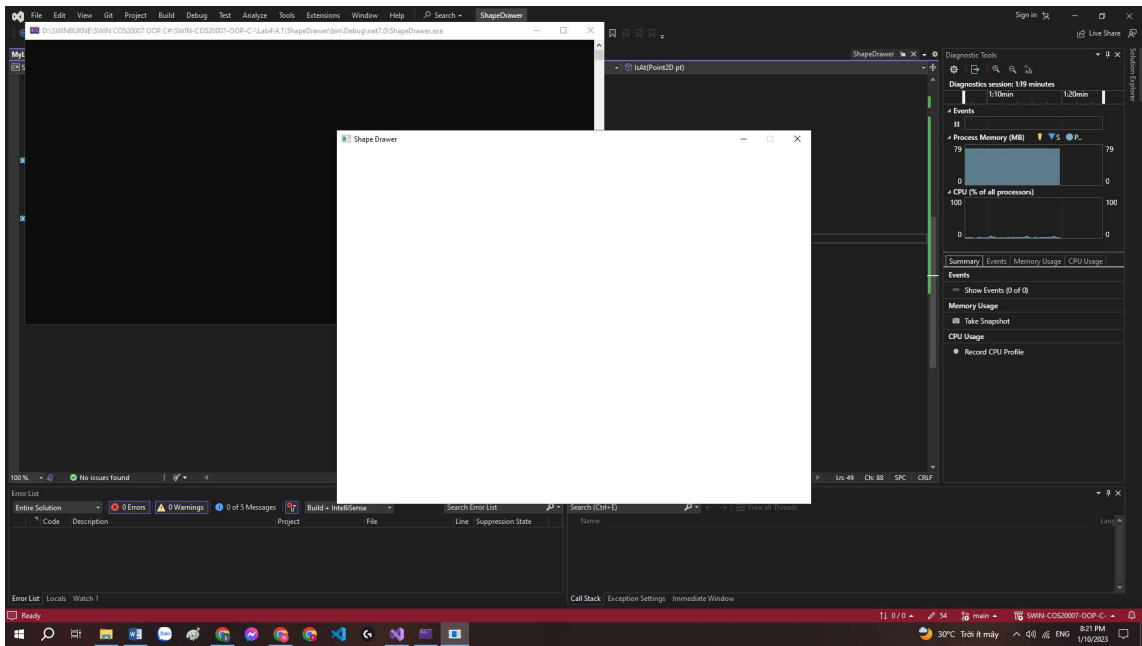 File Edit View Git Project Build Debug Test Analyze Tools Extensions Window Help Search ShapeDrawer Sign in
D:\SWINBURNE\SWIN COS20007 OOP C#\SWIN-COS20007-OOP-C-\Lab4\4.1\ShapeDrawer\bin\Debug\net7.0\ShapeDrawer.exe
Live Share
ShapeDrawer
Diagnostic Tools
Solution Explorer
IsAt(Point2D pt)
Diagnostics session: 1:19 minutes
1:10min 1:20min
Events
Process Memory (MB) S P...
79 79
0 0
CPU (% of all processors)
100 100
0 0
Shape Drawer
Summary Events Memory Usage CPU Usage
Events
Show Events (0 of 0)
Memory Usage
Take Snapshot
CPU Usage
Record CPU Profile
100 % No issues found Ln: 49 Ch: 88 SPC CRLF
Error List
Entire Solution 0 Errors 0 Warnings 0 of 5 Messages Build + IntelliSense Search Error List
Search (Ctrl+E) View all Threads
Code Description Project File Line Suppression State
Name Lang
Error List Locals Watch 1
Call Stack Exception Settings Immediate Window
Ready 0 / 0 54 main SWIN-COS20007-OOP-C-
Zalo 30°C Trời ít mây ENG 8:21 PM
1/10/2023